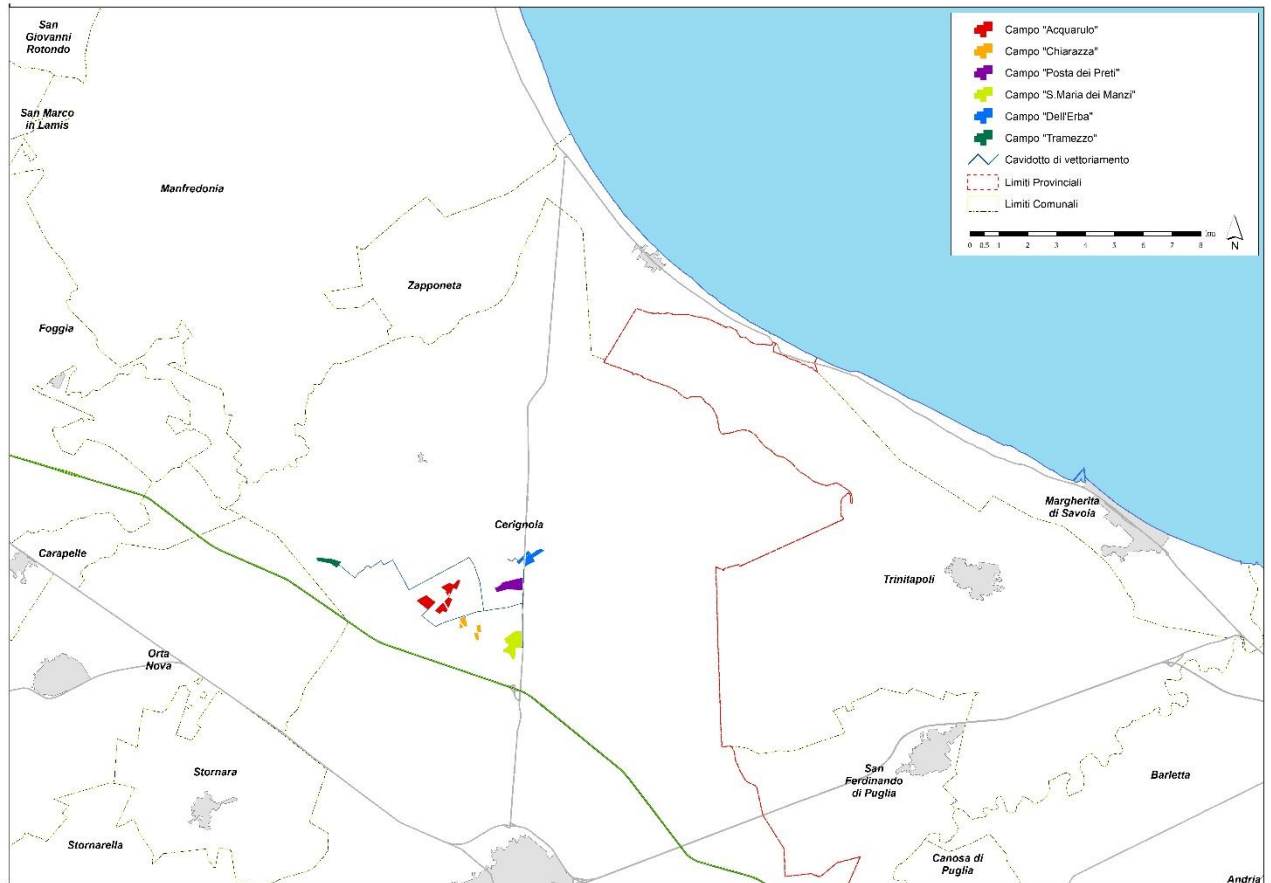 San
Giovanni
Rotondo
San Marco
in Lamis
Manfredonia
Zapponeta
Foggia
Cerignola
Carapelle
Orta
Nova
Stornara
Stornarella
Margherita
di Savoia
Trinitapoli
San
Ferdinando
di Puglia
Barletta
Canosa di
Puglia
Andria
Campo "Acquarulo"
Campo "Chiarazza"
Campo "Posta dei Preti"
Campo "S.Maria dei Manzi"
Campo "Dell'Erba"
Campo "Tramezzo"
Cavidotto di vettoriamento
Limiti Provinciali
Limiti Comunali
0 0.5 1 2 3 4 5 6 7 8
N